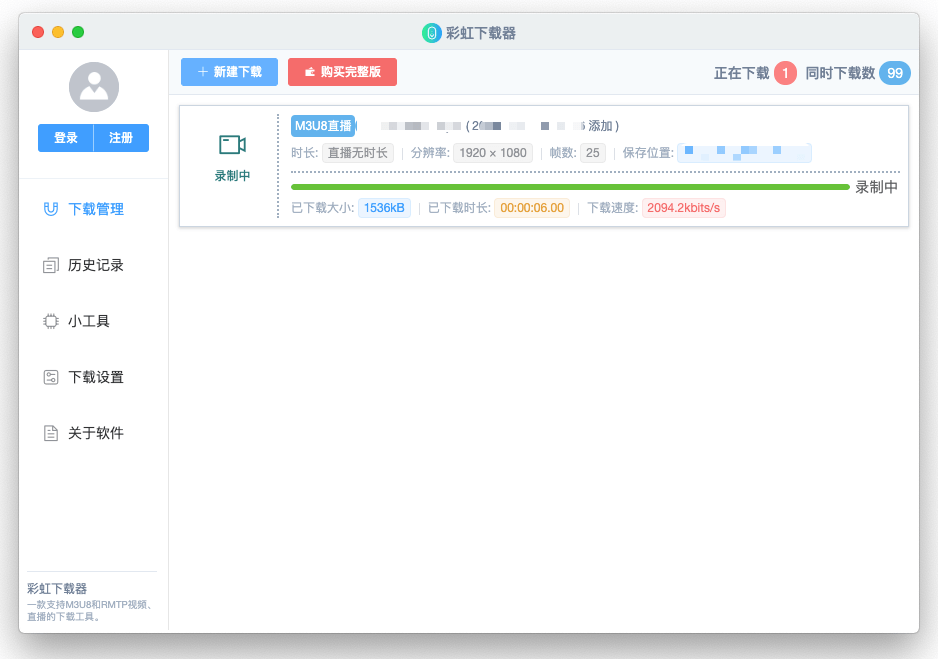 彩虹下载器
登录 注册
新建下载 购买完整版 正在下载 1 同时下载数 99
下载管理
历史记录
小工具
下载设置
关于软件
M3U8直播 添加 )
录制中
时长: 直播无时长 分辨率: 1920 × 1080 帧数: 25 保存位置:
录制中
已下载大小: 1536kB 已下载时长: 00:00:06.00 下载速度: 2094.2kbits/s
彩虹下载器
一款支持M3U8和RMTP视频、
直播的下载工具。